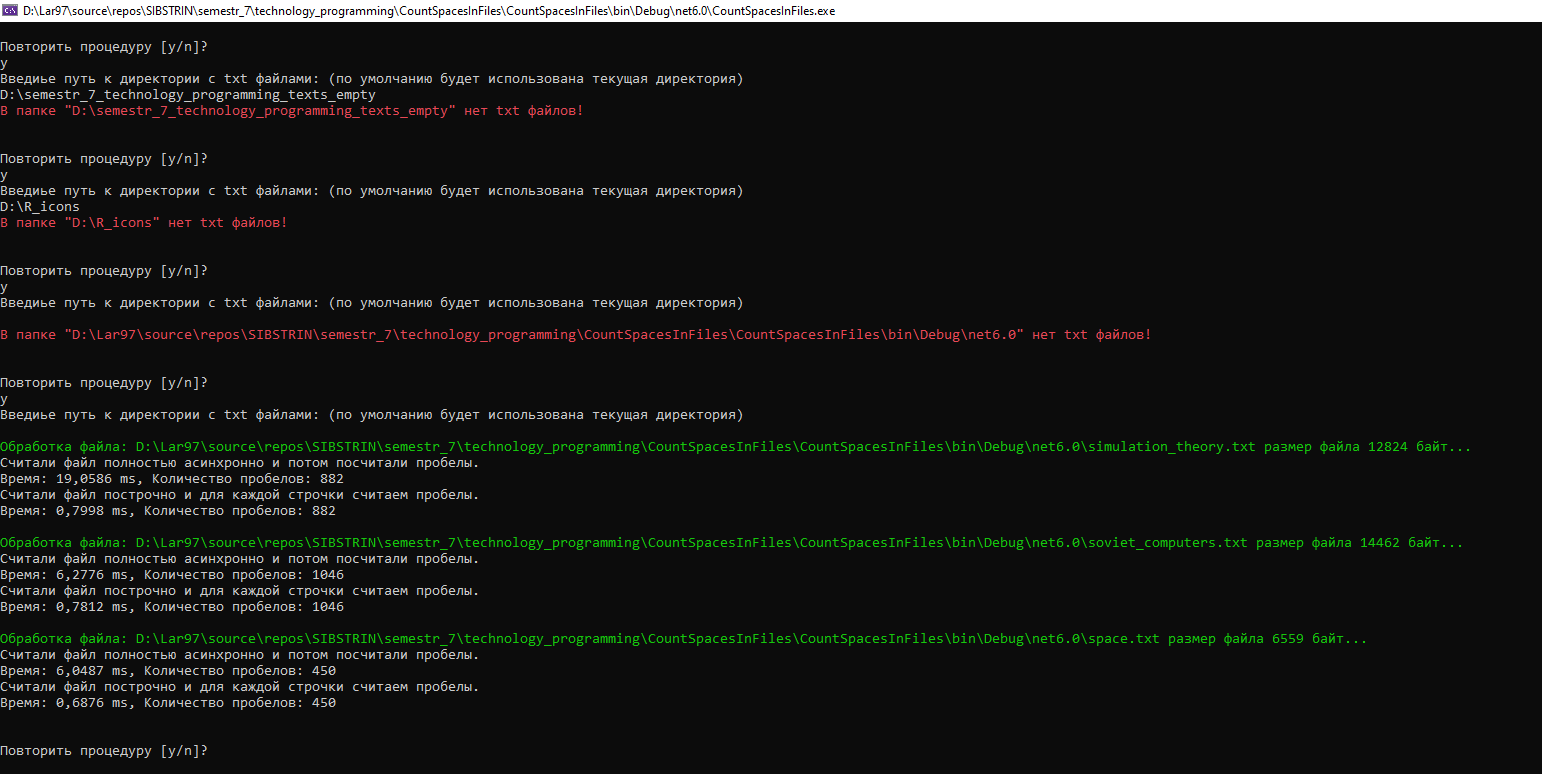 D:\Lar97\source\repos\SIBSTRIN\semestr_7\technology_programming\CountSpacesInFiles\CountSpacesInFiles\bin\Debug\net6.0\CountSpacesInFiles.exe
Повторить процедуру [y/n]?
y
Введиье путь к директории с txt файлами: (по умолчанию будет использована текущая директория)
D:\semestr_7_technology_programming_texts_empty
В папке "D:\semestr_7_technology_programming_texts_empty" нет txt файлов!
Повторить процедуру [y/n]?
y
Введиье путь к директории с txt файлами: (по умолчанию будет использована текущая директория)
D:\R_icons
В папке "D:\R_icons" нет txt файлов!
Повторить процедуру [y/n]?
y
Введиье путь к директории с txt файлами: (по умолчанию будет использована текущая директория)
В папке "D:\Lar97\source\repos\SIBSTRIN\semestr_7\technology_programming\CountSpacesInFiles\CountSpacesInFiles\bin\Debug\net6.0" нет txt файлов!
Повторить процедуру [y/n]?
y
Введиье путь к директории с txt файлами: (по умолчанию будет использована текущая директория)
Обработка файла: D:\Lar97\source\repos\SIBSTRIN\semestr_7\technology_programming\CountSpacesInFiles\CountSpacesInFiles\bin\Debug\net6.0\simulation_theory.txt размер файла 12824 байт...
Считали файл полностью асинхронно и потом посчитали пробелы.
Время: 19,0586 ms, Количество пробелов: 882
Считали файл построчно и для каждой строчки считаем пробелы.
Время: 0,7998 ms, Количество пробелов: 882
Обработка файла: D:\Lar97\source\repos\SIBSTRIN\semestr_7\technology_programming\CountSpacesInFiles\CountSpacesInFiles\bin\Debug\net6.0\soviet_computers.txt размер файла 14462 байт...
Считали файл полностью асинхронно и потом посчитали пробелы.
Время: 6,2776 ms, Количество пробелов: 1046
Считали файл построчно и для каждой строчки считаем пробелы.
Время: 0,7812 ms, Количество пробелов: 1046
Обработка файла: D:\Lar97\source\repos\SIBSTRIN\semestr_7\technology_programming\CountSpacesInFiles\CountSpacesInFiles\bin\Debug\net6.0\space.txt размер файла 6559 байт...
Считали файл полностью асинхронно и потом посчитали пробелы.
Время: 6,0487 ms, Количество пробелов: 450
Считали файл построчно и для каждой строчки считаем пробелы.
Время: 0,6876 ms, Количество пробелов: 450
Повторить процедуру [y/n]?